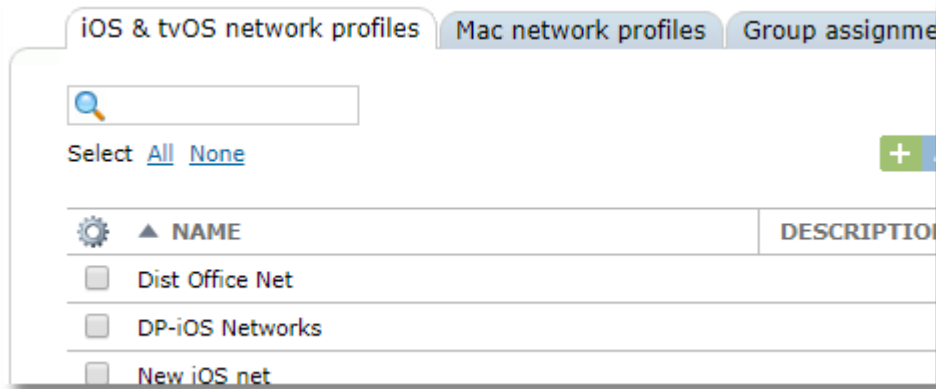 iOS & tvOS network profiles Mac network profiles Group assignme
Select All None
+
▲ NAME DESCRIPTIO
Dist Office Net
DP-iOS Networks
New iOS net